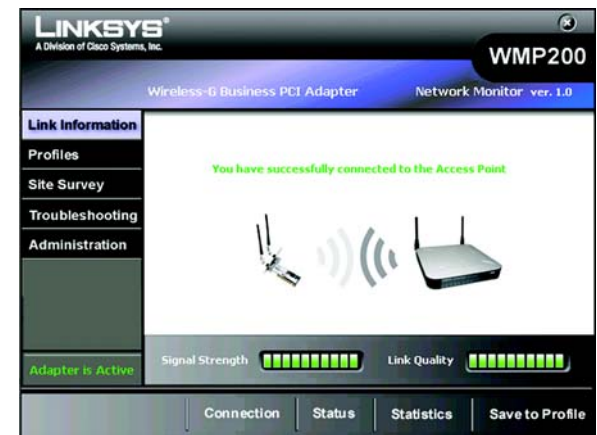 LINKSYS®
A Division of Cisco Systems, Inc.
WMP200
Wireless-G Business PCI Adapter
Network Monitor ver. 1.0
Link Information
Profiles
Site Survey
Troubleshooting
Administration
You have successfully connected to the Access Point
Adapter is Active
Signal Strength
Link Quality
Connection
Status
Statistics
Save to Profile